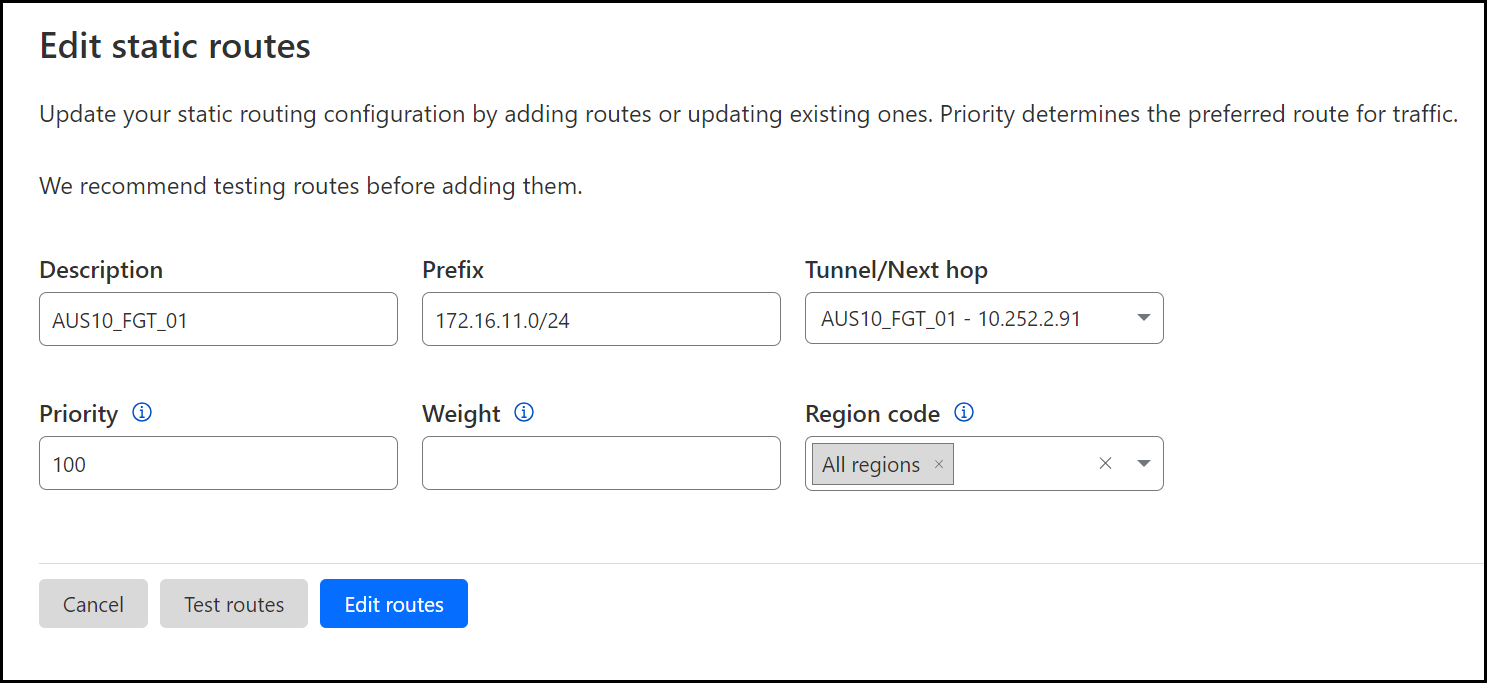 Edit static routes
Update your static routing configuration by adding routes or updating existing ones. Priority determines the preferred route for traffic.
We recommend testing routes before adding them.
Description Prefix Tunnel/Next hop
AUS10_FGT_01 172.16.11.0/24 AUS10_FGT_01 - 10.252.2.91
Priority Weight Region code
100 All regions
Cancel Test routes Edit routes